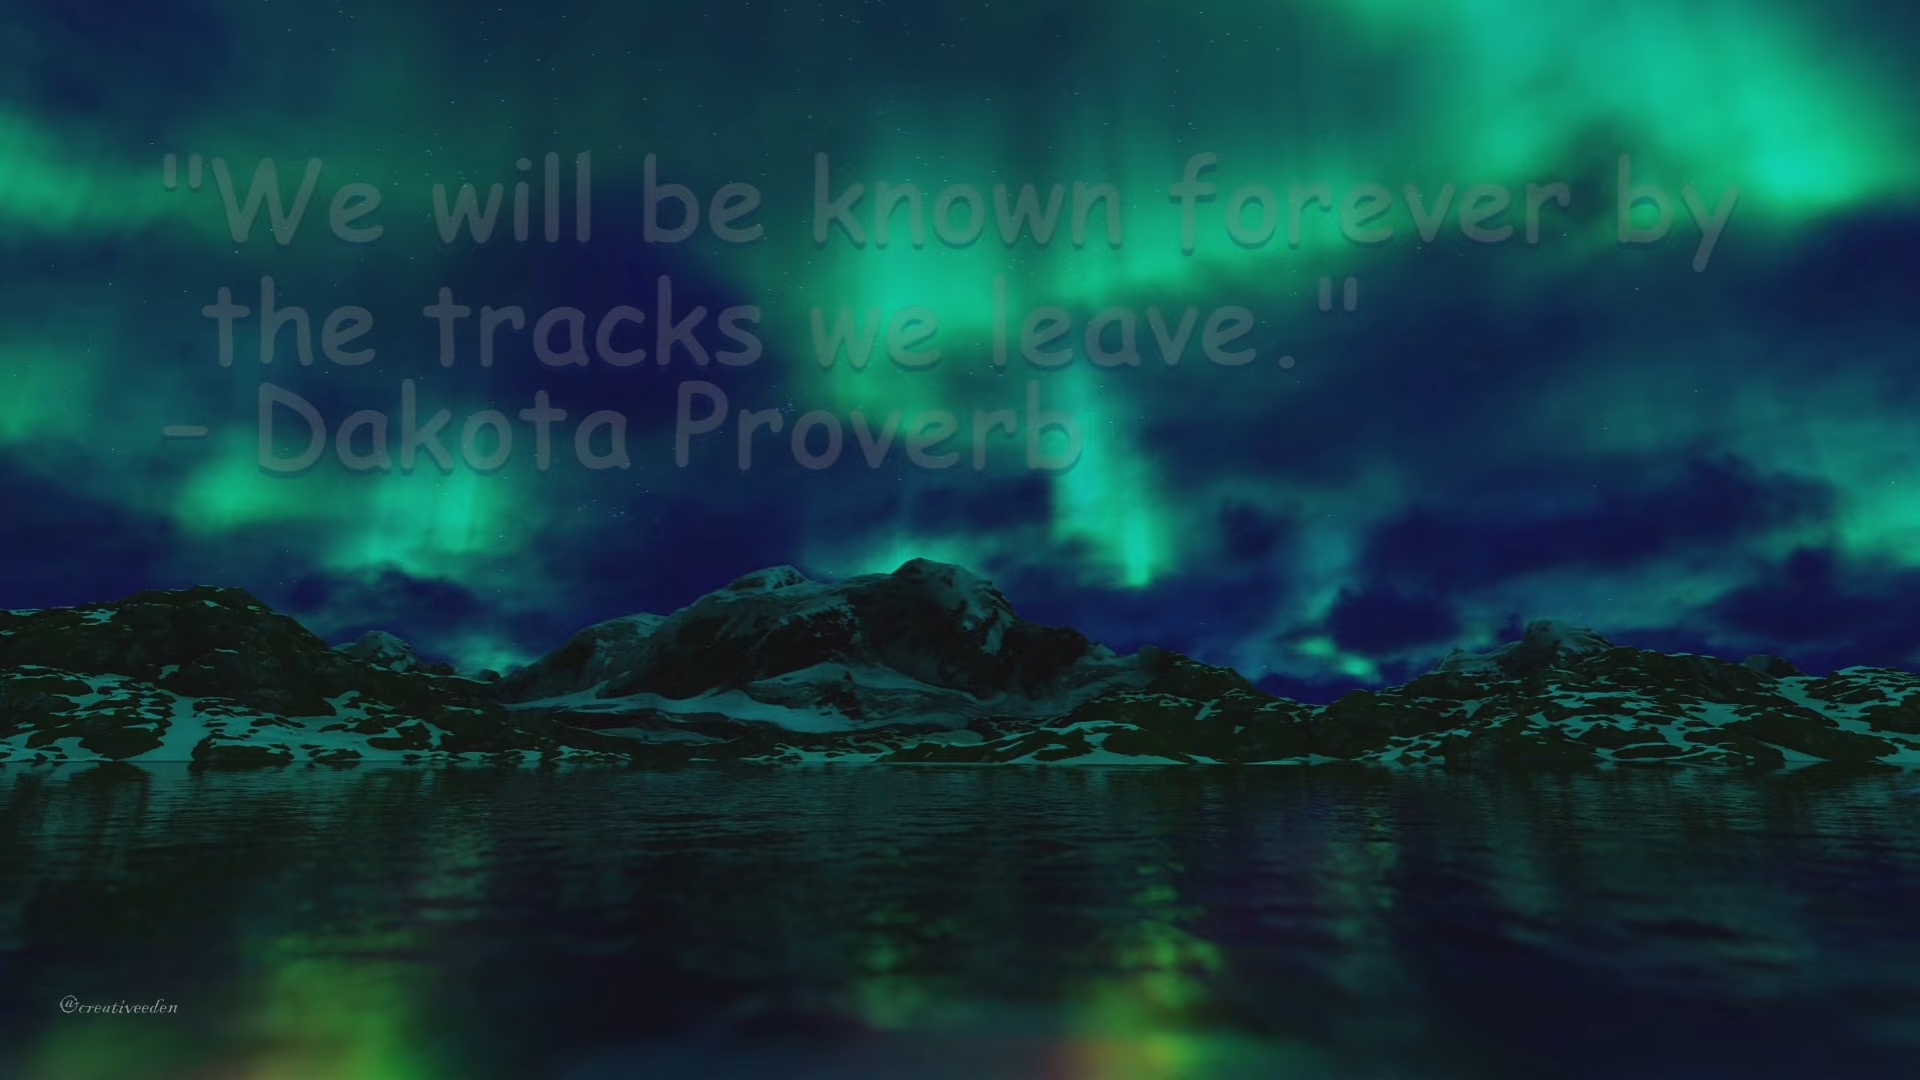 "We will be known forever by
the tracks we leave."
- Dakota Proverb
@creativeeden